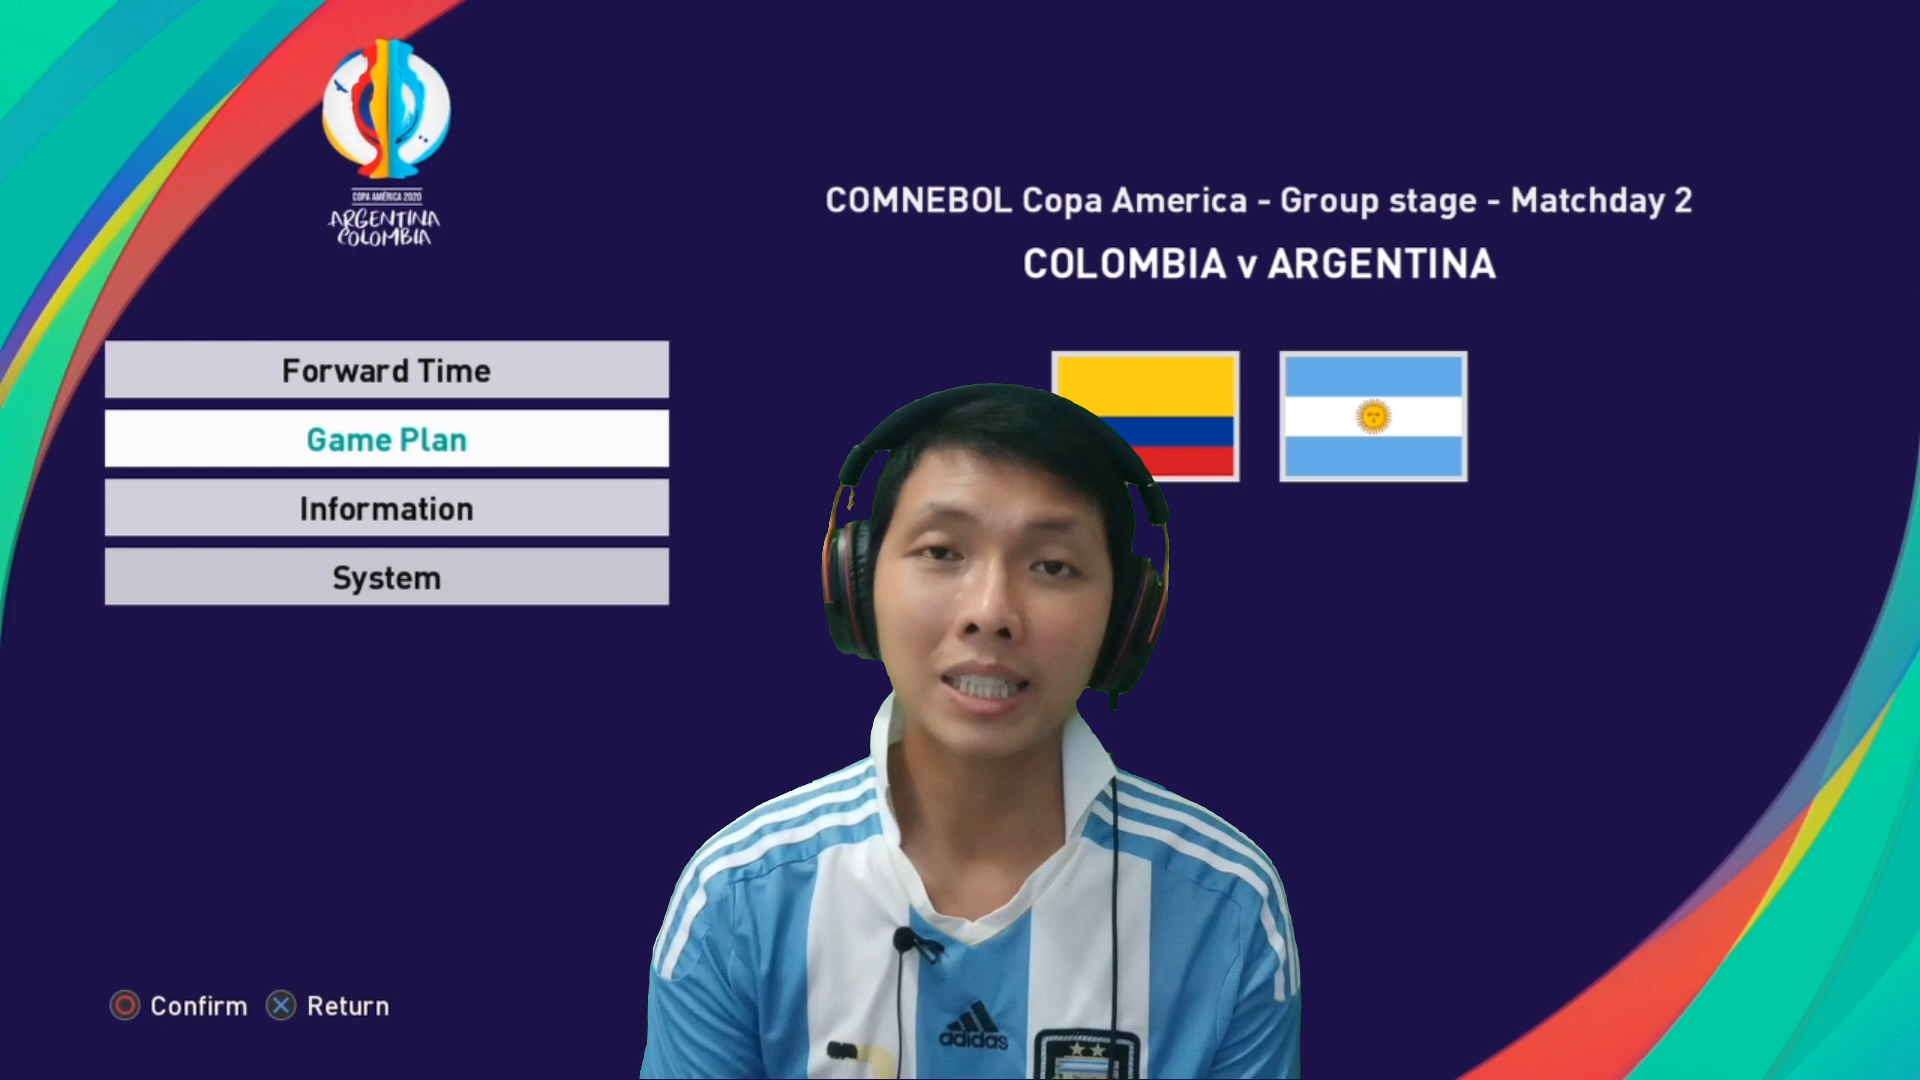 COPA AMÉRICA 2020
ARGENTINA
COLOMBIA
COMNEBOL Copa America - Group stage - Matchday 2
COLOMBIA v ARGENTINA
Forward Time
Game Plan
Information
System
Confirm
Return
adidas